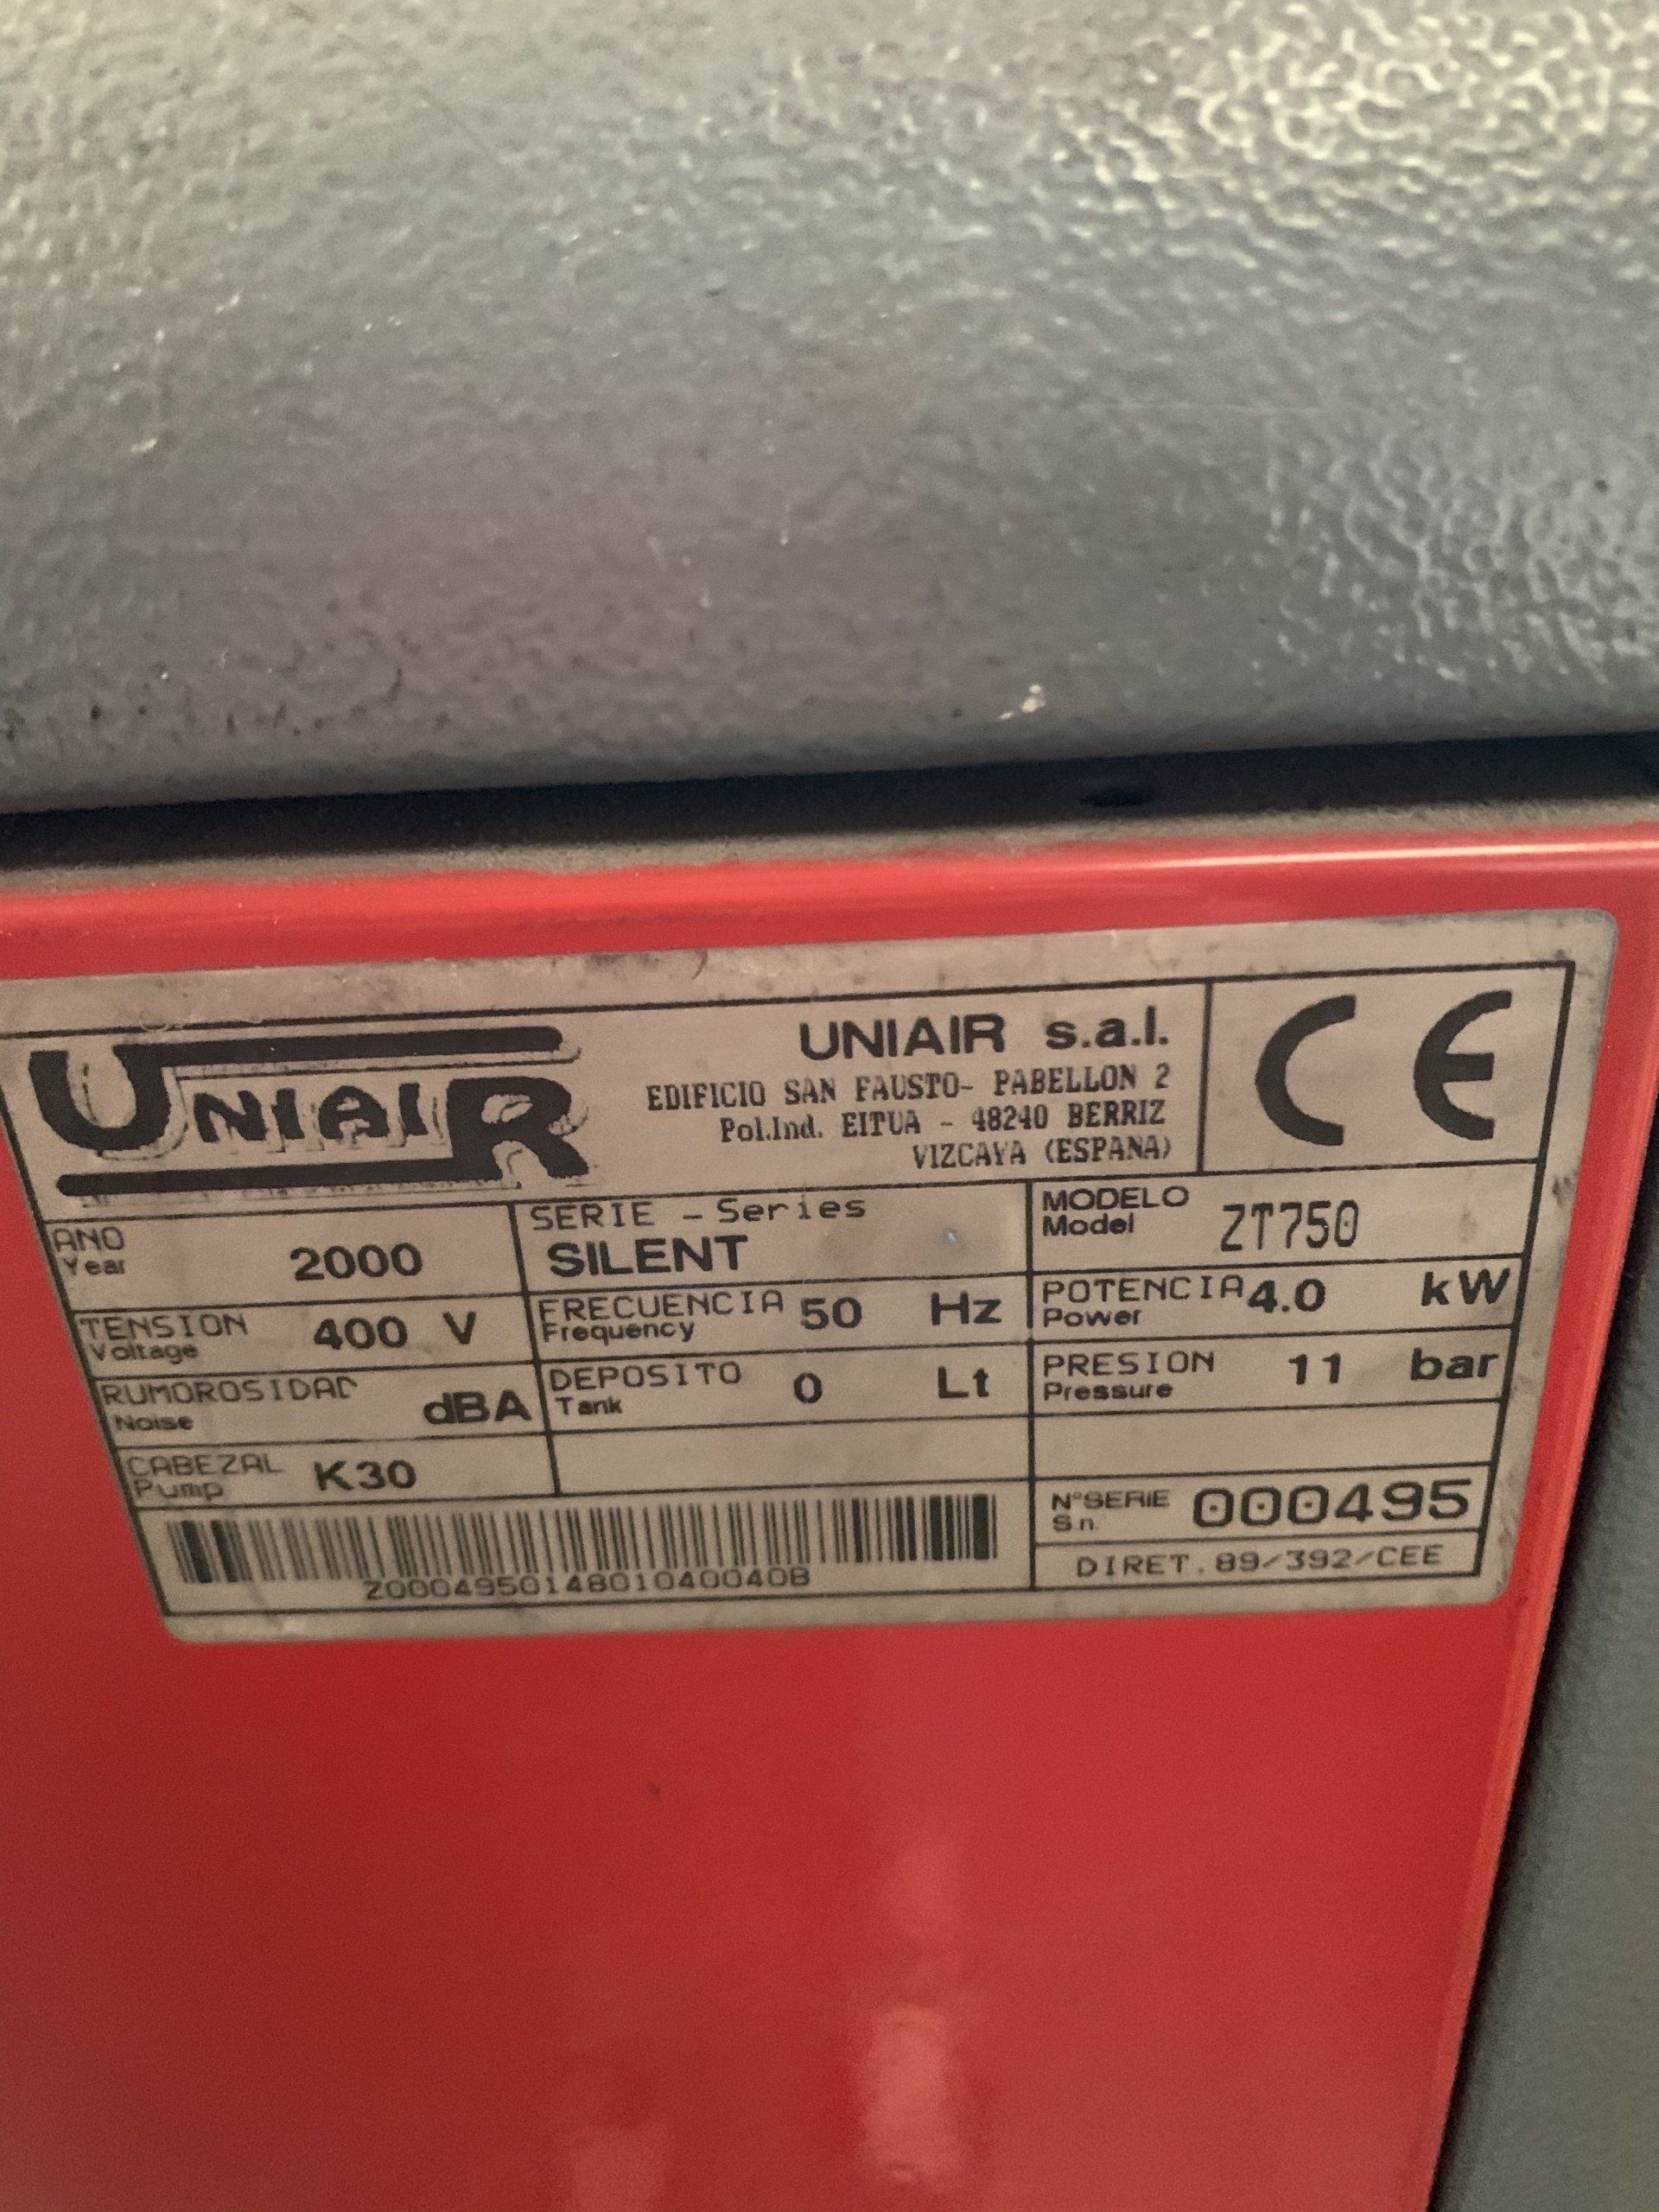 UNIAIR
UNIAIR s.a.l.
EDIFICIO SAN FAUSTO- PABELLON 2
Pol.Ind. EITUA - 48240 BERRIZ
VIZCAYA (ESPANA)
CE
ANO
Year
2000
SERIE - Series
SILENT
MODELO
Model
ZT750
TENSION
Voltage
400 V
FRECUENCIA
Frequency
50 Hz
POTENCIA
Power
4.0 kW
RUMOROSIDAD
Noise
dBA
DEPOSITO
Tank
0 Lt
PRESION
Pressure
11 bar
CABEZAL
Pump
K30
Z000495014801040040B
N°SERIE
S.n.
000495
DIRET.89/392/CEE